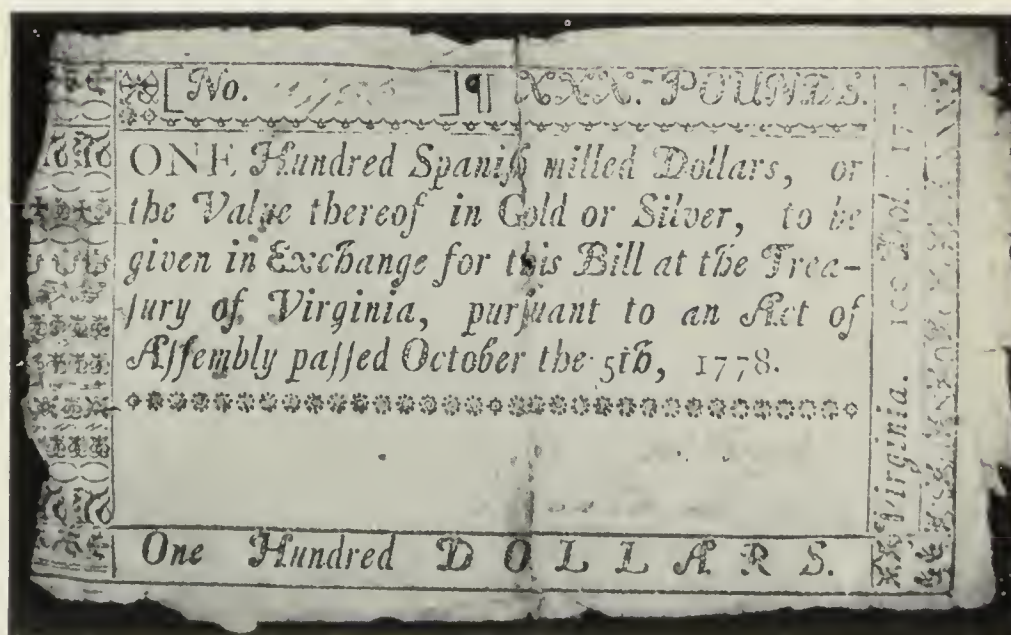 [No. ]¶ XXX. POUNDS.
ONE Hundred Spaniſh milled Dollars, or
the Value thereof in Gold or Silver, to be
given in Exchange for this Bill at the Trea-
ſury of Virginia, purſuant to an Act of
Aſſembly paſſed October the 5th, 1778.
One Hundred DOLLARS.
Virginia. 100 Dol.